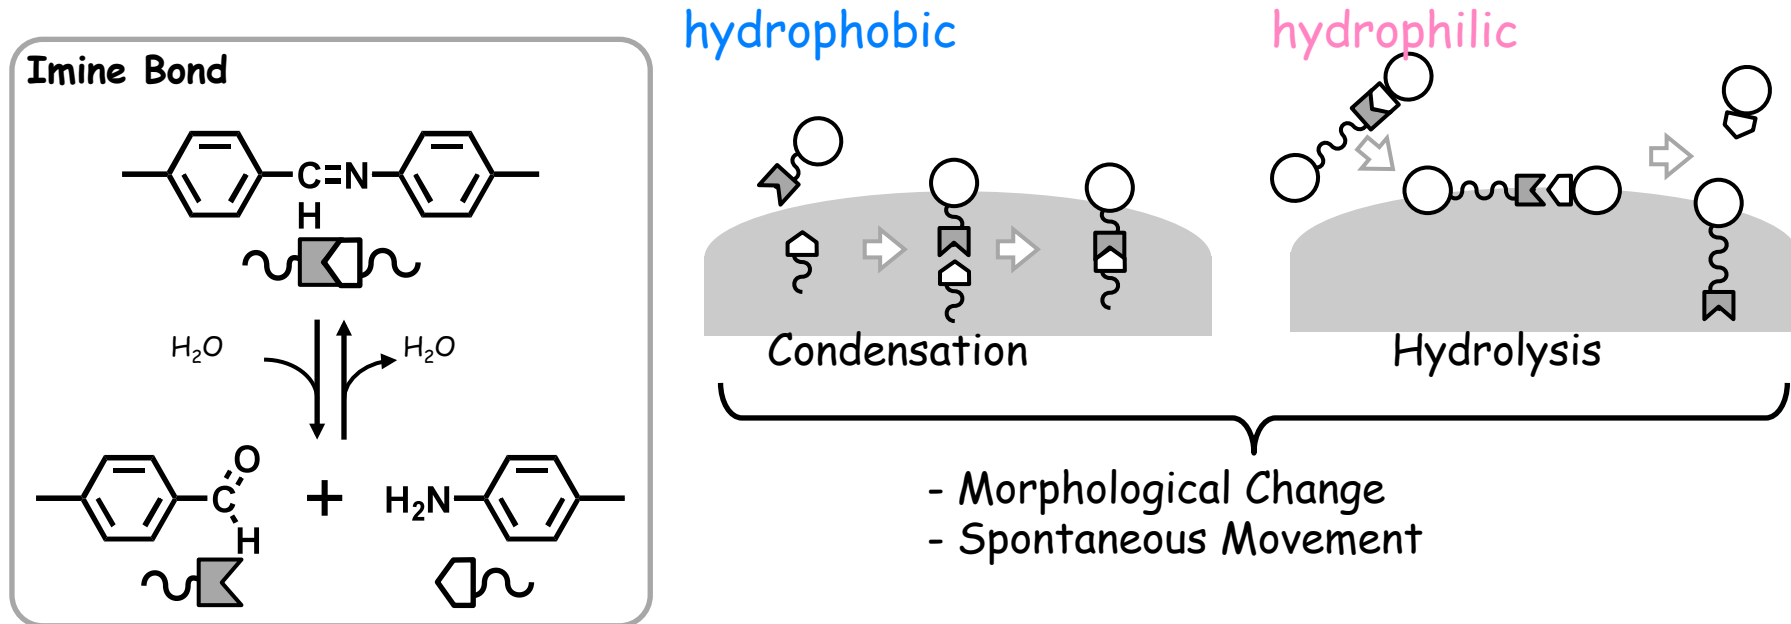 Imine Bond
C=N
H
H₂O
H₂O
O
C
H
+
H₂N
hydrophobic
hydrophilic
Condensation
Hydrolysis
- Morphological Change
- Spontaneous Movement